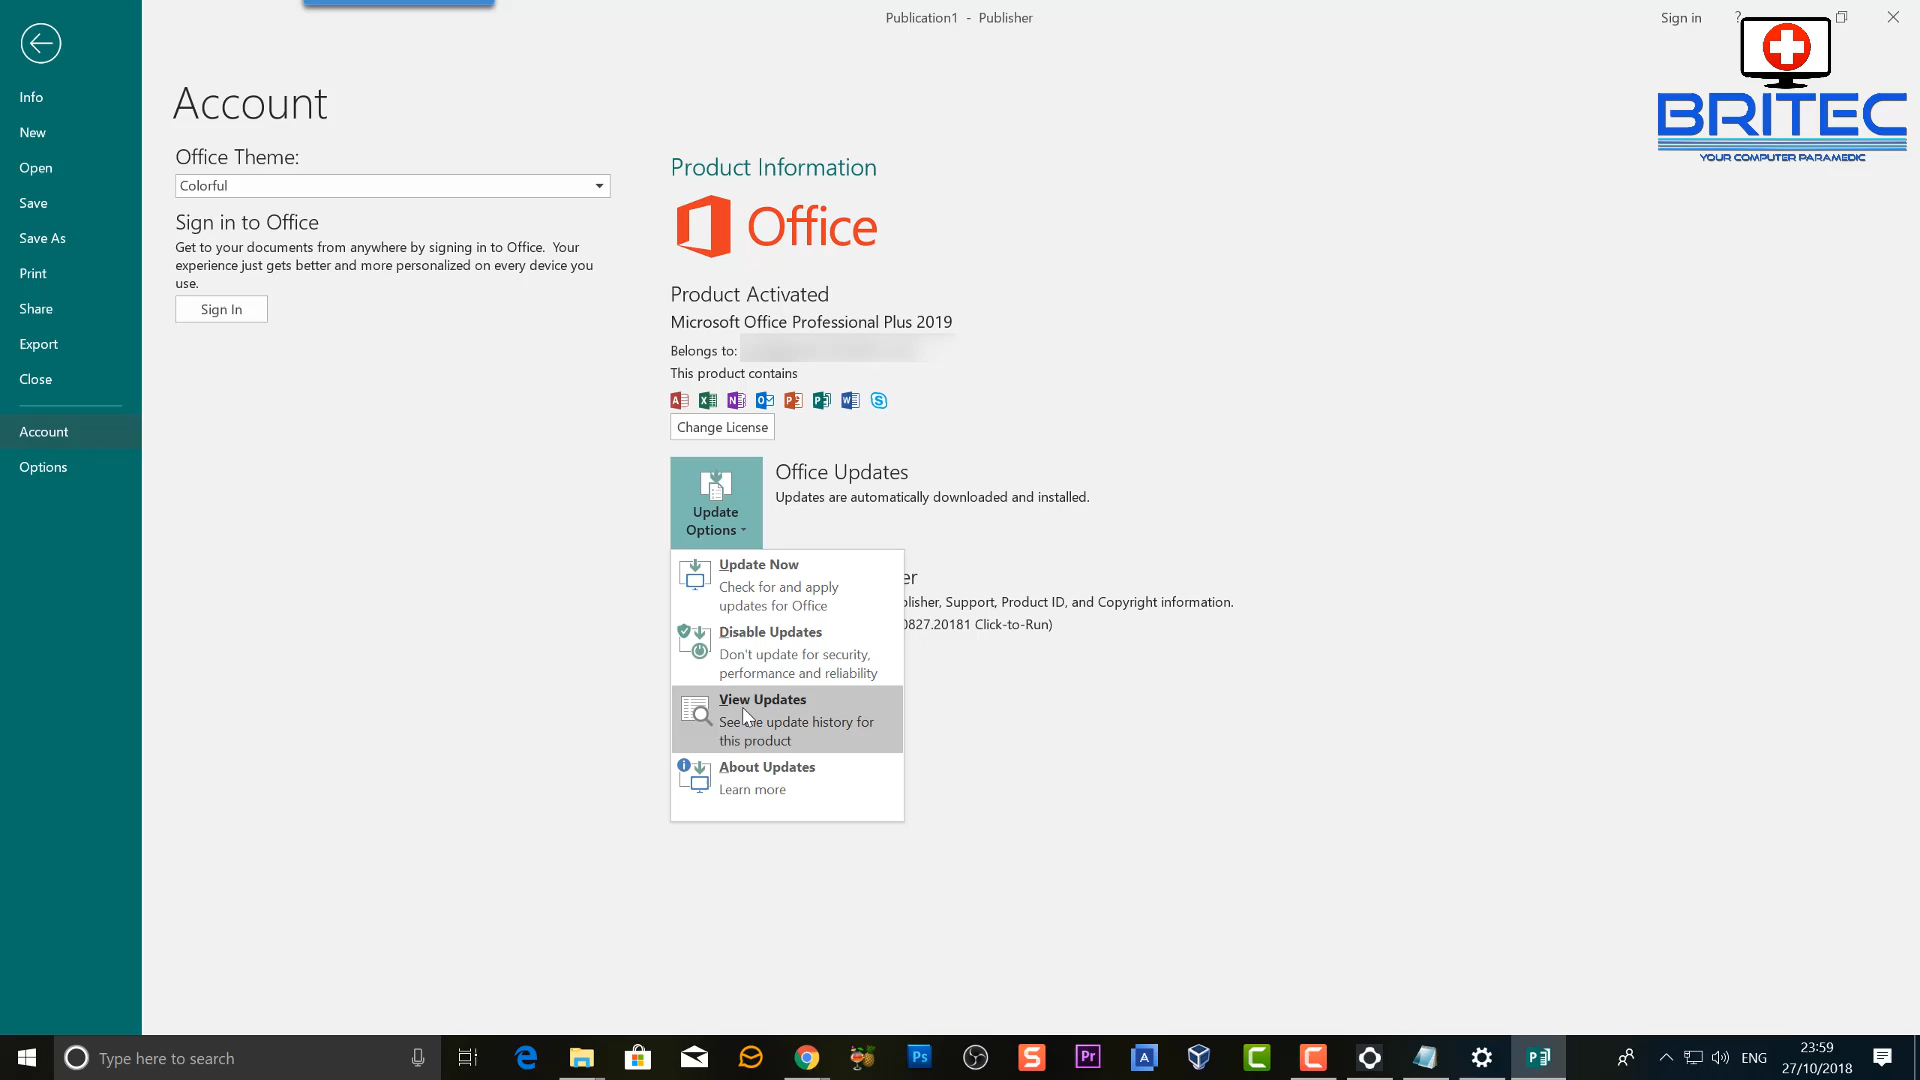 Publication1 - Publisher
Sign in
?
BRITEC
YOUR COMPUTER PARAMEDIC
Info
New
Open
Save
Save As
Print
Share
Export
Close
Account
Options
Account
Office Theme:
Colorful
Sign in to Office
Get to your documents from anywhere by signing in to Office. Your
experience just gets better and more personalized on every device you
use.
Sign In
Product Information
Office
Product Activated
Microsoft Office Professional Plus 2019
Belongs to:
This product contains
Change License
Update
Options
Office Updates
Updates are automatically downloaded and installed.
Update Now
Check for and apply
updates for Office
Disable Updates
Don't update for security,
performance and reliability
View Updates
See the update history for
this product
About Updates
Learn more
er
blisher, Support, Product ID, and Copyright information.
0827.20181 Click-to-Run)
Type here to search
ENG
23:59
27/10/2018